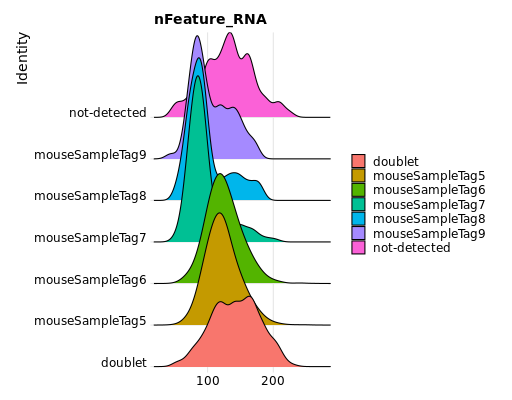 nFeature_RNA
Identity
not-detected
mouseSampleTag9
mouseSampleTag8
mouseSampleTag7
mouseSampleTag6
mouseSampleTag5
doublet
100 200
doublet
mouseSampleTag5
mouseSampleTag6
mouseSampleTag7
mouseSampleTag8
mouseSampleTag9
not-detected